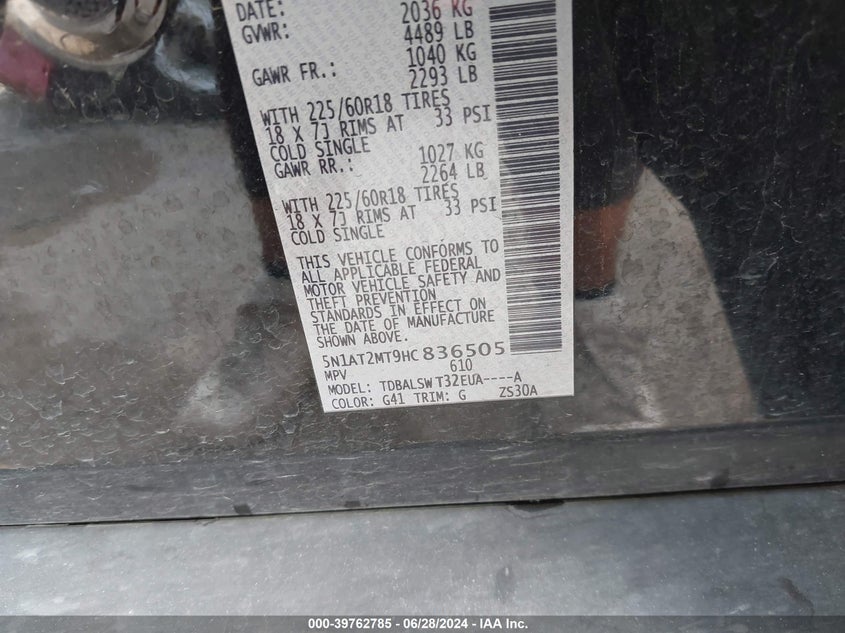 DATE:
2036 KG
GVWR:
4489 LB
1040 KG
GAWR FR.:
2293 LB
WITH 225/60R18 TIRES
18 X 7J RIMS AT 33 PSI
COLD SINGLE
1027 KG
GAWR RR.:
2264 LB
WITH 225/60R18 TIRES
18 X 7J RIMS AT 33 PSI
COLD SINGLE
THIS VEHICLE CONFORMS TO
ALL APPLICABLE FEDERAL
MOTOR VEHICLE SAFETY AND
THEFT PREVENTION
STANDARDS IN EFFECT ON
THE DATE OF MANUFACTURE
SHOWN ABOVE.
5N1AT2MT9HC836505
MPV 610
MODEL: TDBALSWT32EUA----A
COLOR: G41 TRIM: G ZS30A
000-39762785 - 06/28/2024 - IAA Inc.